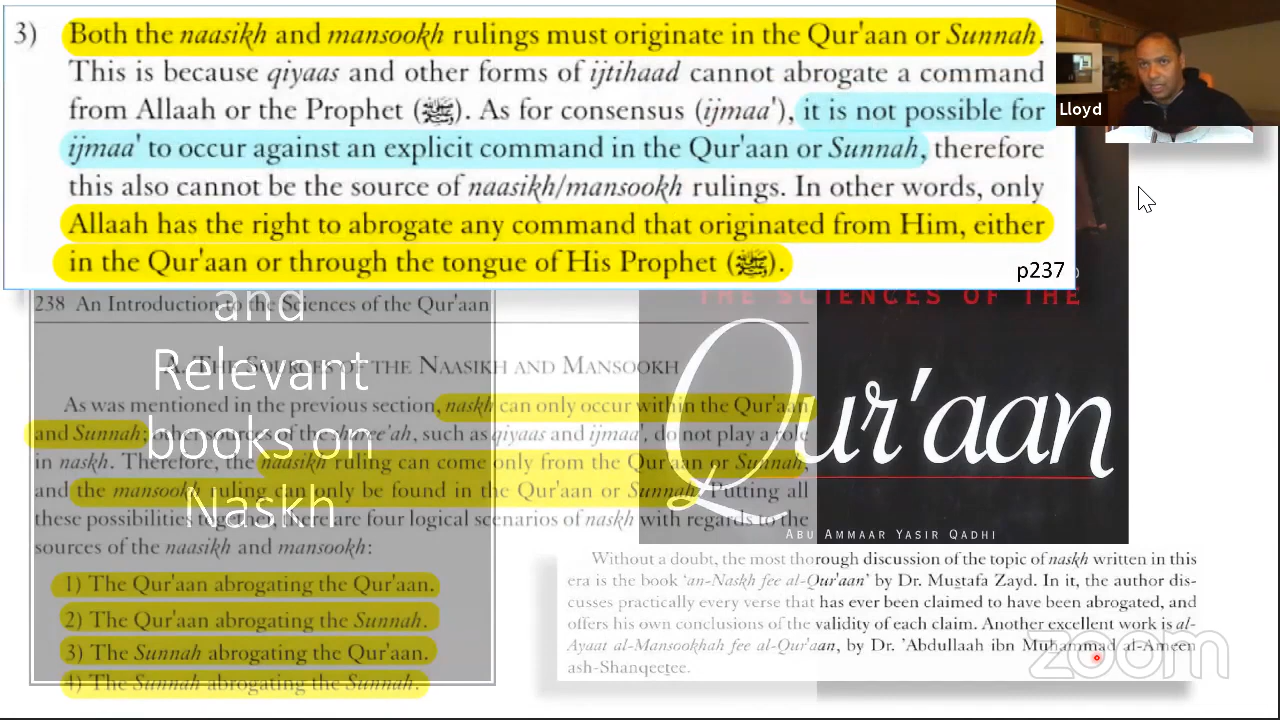 3) Both the naasikh and mansookh rulings must originate in the Qur'aan or Sunnah.
This is because qiyaas and other forms of ijtihaad cannot abrogate a command
from Allaah or the Prophet (ﷺ). As for consensus (ijmaa'), it is not possible for
ijmaa' to occur against an explicit command in the Qur'aan or Sunnah, therefore
this also cannot be the source of naasikh/mansookh rulings. In other words, only
Allaah has the right to abrogate any command that originated from Him, either
in the Qur'aan or through the tongue of His Prophet (ﷺ).
p237
Lloyd
238 An Introduction to the Sciences of the Qur'aan
A. THE SOURCES OF THE NAASIKH AND MANSOOKH
As was mentioned in the previous section, naskh can only occur within the Qur'aan
and Sunnah; other sources of the sharee'ah, such as qiyaas and ijmaa', do not play a role
in naskh. Therefore, the naasikh ruling can come only from the Qur'aan or Sunnah,
and the mansookh ruling can only be found in the Qur'aan or Sunnah. Putting all
these possibilities together, there are four logical scenarios of naskh with regards to the
sources of the naasikh and mansookh:
1) The Qur'aan abrogating the Qur'aan.
2) The Qur'aan abrogating the Sunnah.
3) The Sunnah abrogating the Qur'aan.
4) The Sunnah abrogating the Sunnah.
and
Relevant
books on
Naskh
THE SCIENCES OF THE
Qur'aan
ABU AMMAAR YASIR QADHI
Without a doubt, the most thorough discussion of the topic of naskh written in this
era is the book 'an-Naskh fee al-Qur'aan' by Dr. Mustafa Zayd. In it, the author dis-
cusses practically every verse that has ever been claimed to have been abrogated, and
offers his own conclusions of the validity of each claim. Another excellent work is al-
Ayaat al-Mansookhah fee al-Qur'aan, by Dr. 'Abdullaah ibn Muhammad al-Ameen
ash-Shanqeetee.
zoom